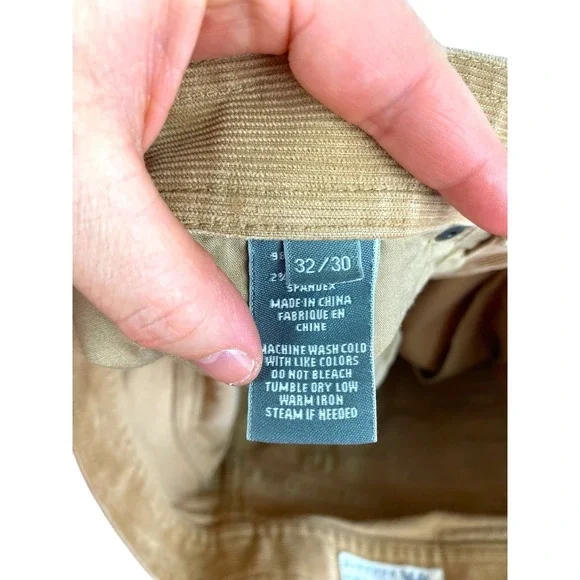 32/30
SPANDEX
MADE IN CHINA
FABRIQUE EN
CHINE
MACHINE WASH COLD
WITH LIKE COLORS
DO NOT BLEACH
TUMBLE DRY LOW
WARM IRON
STEAM IF NEEDED